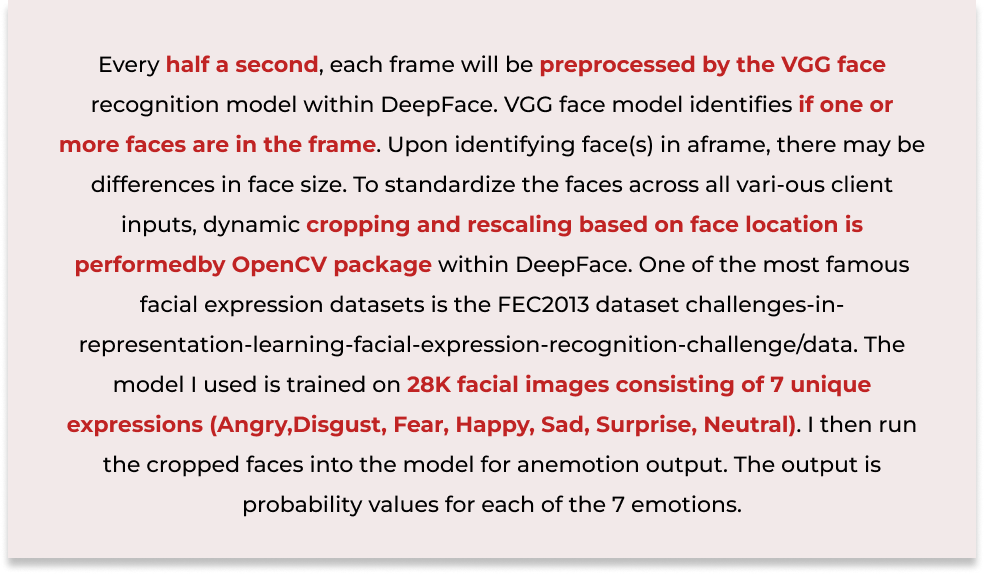 Every half a second, each frame will be preprocessed by the VGG face
recognition model within DeepFace. VGG face model identifies if one or
more faces are in the frame. Upon identifying face(s) in aframe, there may be
differences in face size. To standardize the faces across all vari-ous client
inputs, dynamic cropping and rescaling based on face location is
performedby OpenCV package within DeepFace. One of the most famous
facial expression datasets is the FEC2013 dataset challenges-in-
representation-learning-facial-expression-recognition-challenge/data. The
model I used is trained on 28K facial images consisting of 7 unique
expressions (Angry,Disgust, Fear, Happy, Sad, Surprise, Neutral). I then run
the cropped faces into the model for anemotion output. The output is
probability values for each of the 7 emotions.